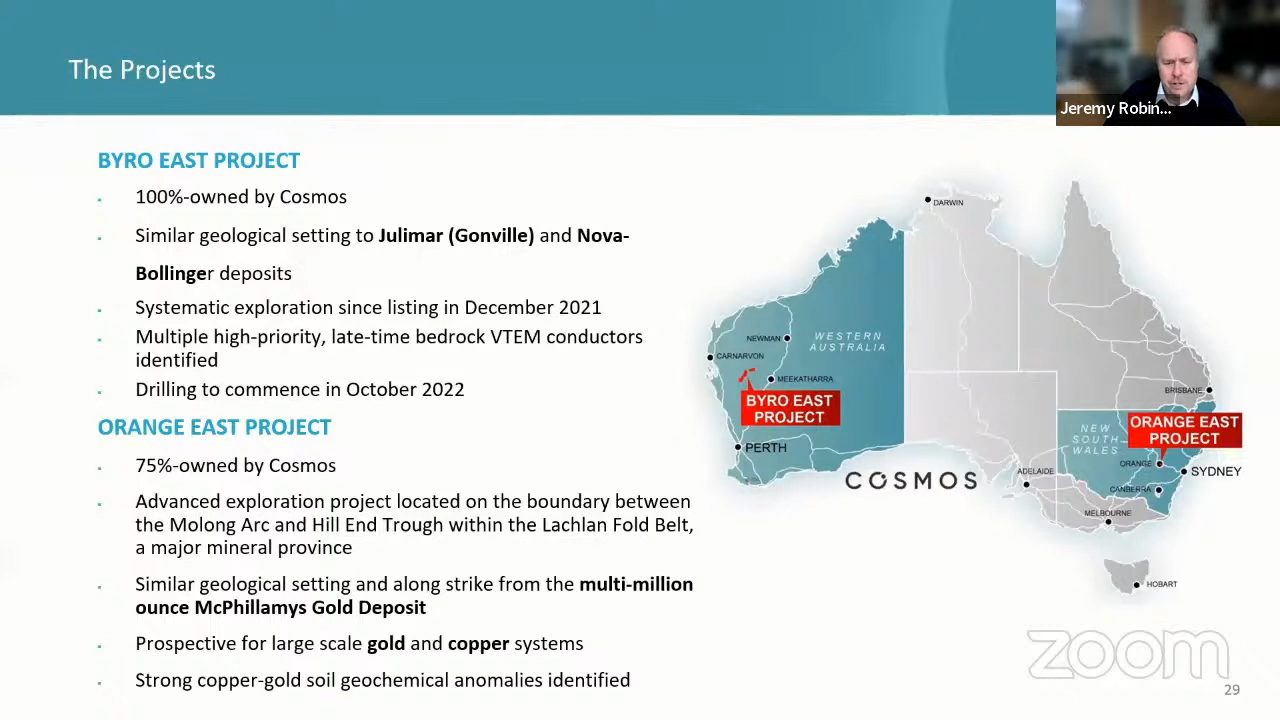 The Projects
Jeremy Robin...
BYRO EAST PROJECT
100%-owned by Cosmos
Similar geological setting to Julimar (Gonville) and Nova-
Bollinger deposits
Systematic exploration since listing in December 2021
Multiple high-priority, late-time bedrock VTEM conductors
identified
Drilling to commence in October 2022
ORANGE EAST PROJECT
75%-owned by Cosmos
Advanced exploration project located on the boundary between
the Molong Arc and Hill End Trough within the Lachlan Fold Belt,
a major mineral province
Similar geological setting and along strike from the multi-million
ounce McPhillamys Gold Deposit
Prospective for large scale gold and copper systems
Strong copper-gold soil geochemical anomalies identified
DARWIN
NEWMAN
WESTERN
AUSTRALIA
CARNARVON
MEEKATHARRA
BYRO EAST
PROJECT
PERTH
BRISBANE
NEW
SOUTH
WALES
ORANGE EAST
PROJECT
ORANGE
SYDNEY
ADELAIDE
CANBERRA
MELBOURNE
COSMOS
HOBART
zoom
29